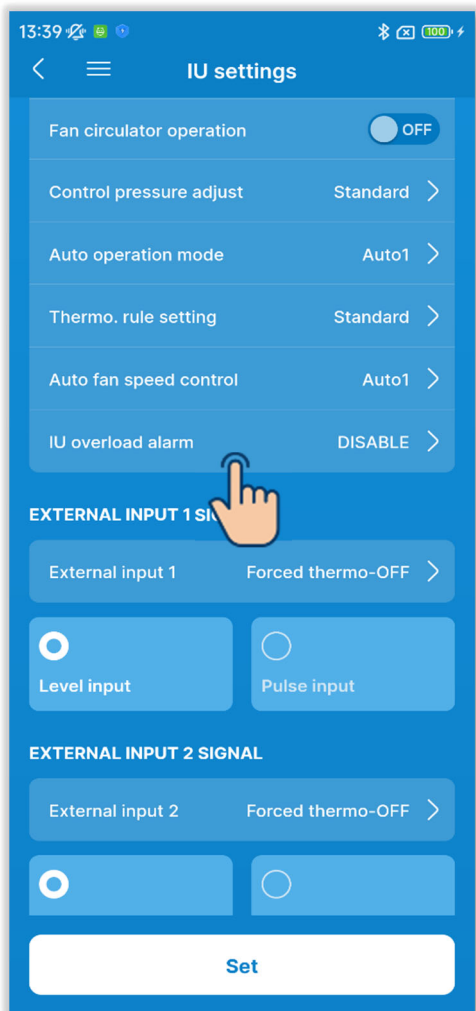 13:39 100
IU settings
Fan circulator operation OFF
Control pressure adjust Standard
Auto operation mode Auto1
Thermo. rule setting Standard
Auto fan speed control Auto1
IU overload alarm DISABLE
EXTERNAL INPUT 1 SI
External input 1 Forced thermo-OFF
Level input Pulse input
EXTERNAL INPUT 2 SIGNAL
External input 2 Forced thermo-OFF
Set